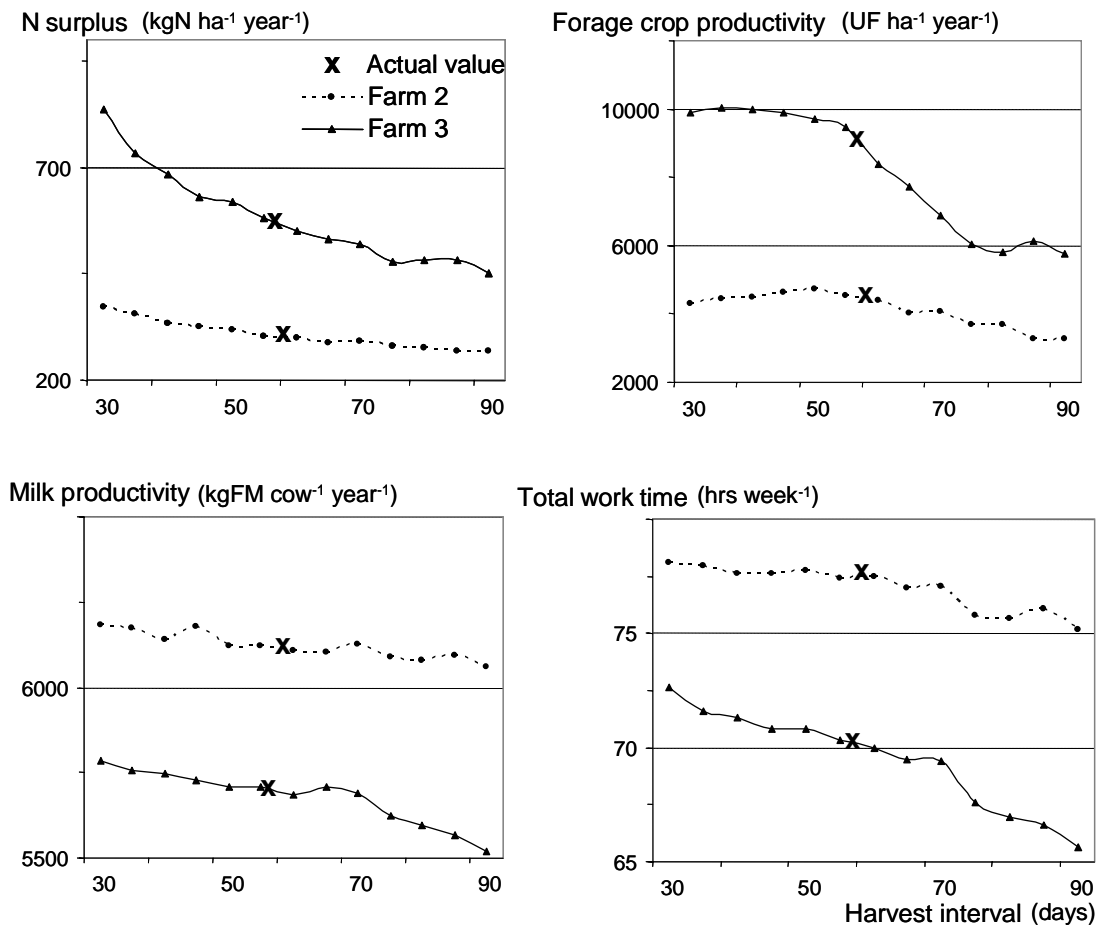 N surplus (kgN ha⁻¹ year⁻¹)
X Actual value
Farm 2
Farm 3
700
200
30 50 70 90
Forage crop productivity (UF ha⁻¹ year⁻¹)
10000
6000
2000
30 50 70 90
Milk productivity (kgFM cow⁻¹ year⁻¹)
6000
5500
30 50 70 90
Total work time (hrs week⁻¹)
75
70
65
30 50 70 90
Harvest interval (days)